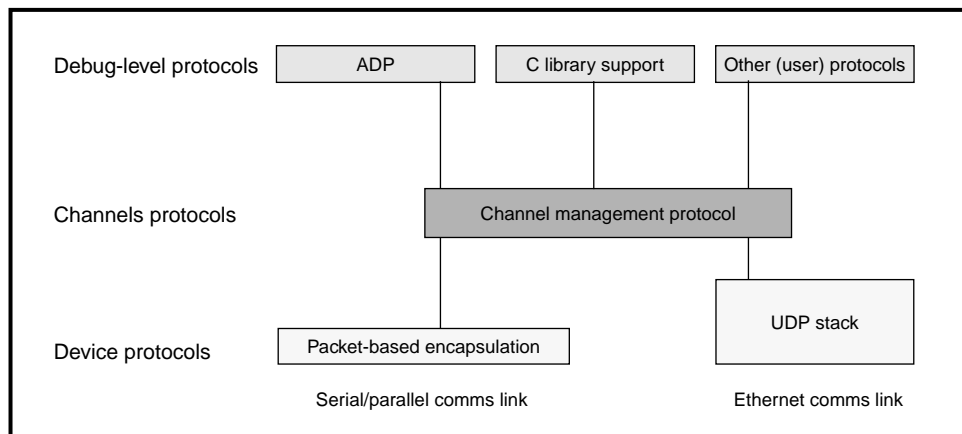 Debug-level protocols
ADP
C library support
Other (user) protocols
Channels protocols
Channel management protocol
UDP stack
Device protocols
Packet-based encapsulation
Serial/parallel comms link
Ethernet comms link